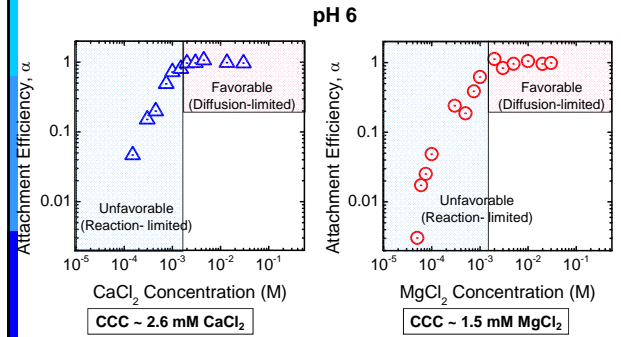 pH 6
Attachment Efficiency, α
1
0.1
0.01
Favorable
(Diffusion-limited)
Unfavorable
(Reaction- limited)
10⁻⁵ 10⁻⁴ 10⁻³ 10⁻² 10⁻¹
CaCl₂ Concentration (M)
CCC ~ 2.6 mM CaCl₂
Attachment Efficiency, α
1
0.1
0.01
Favorable
(Diffusion-limited)
Unfavorable
(Reaction- limited)
10⁻⁵ 10⁻⁴ 10⁻³ 10⁻² 10⁻¹
MgCl₂ Concentration (M)
CCC ~ 1.5 mM MgCl₂